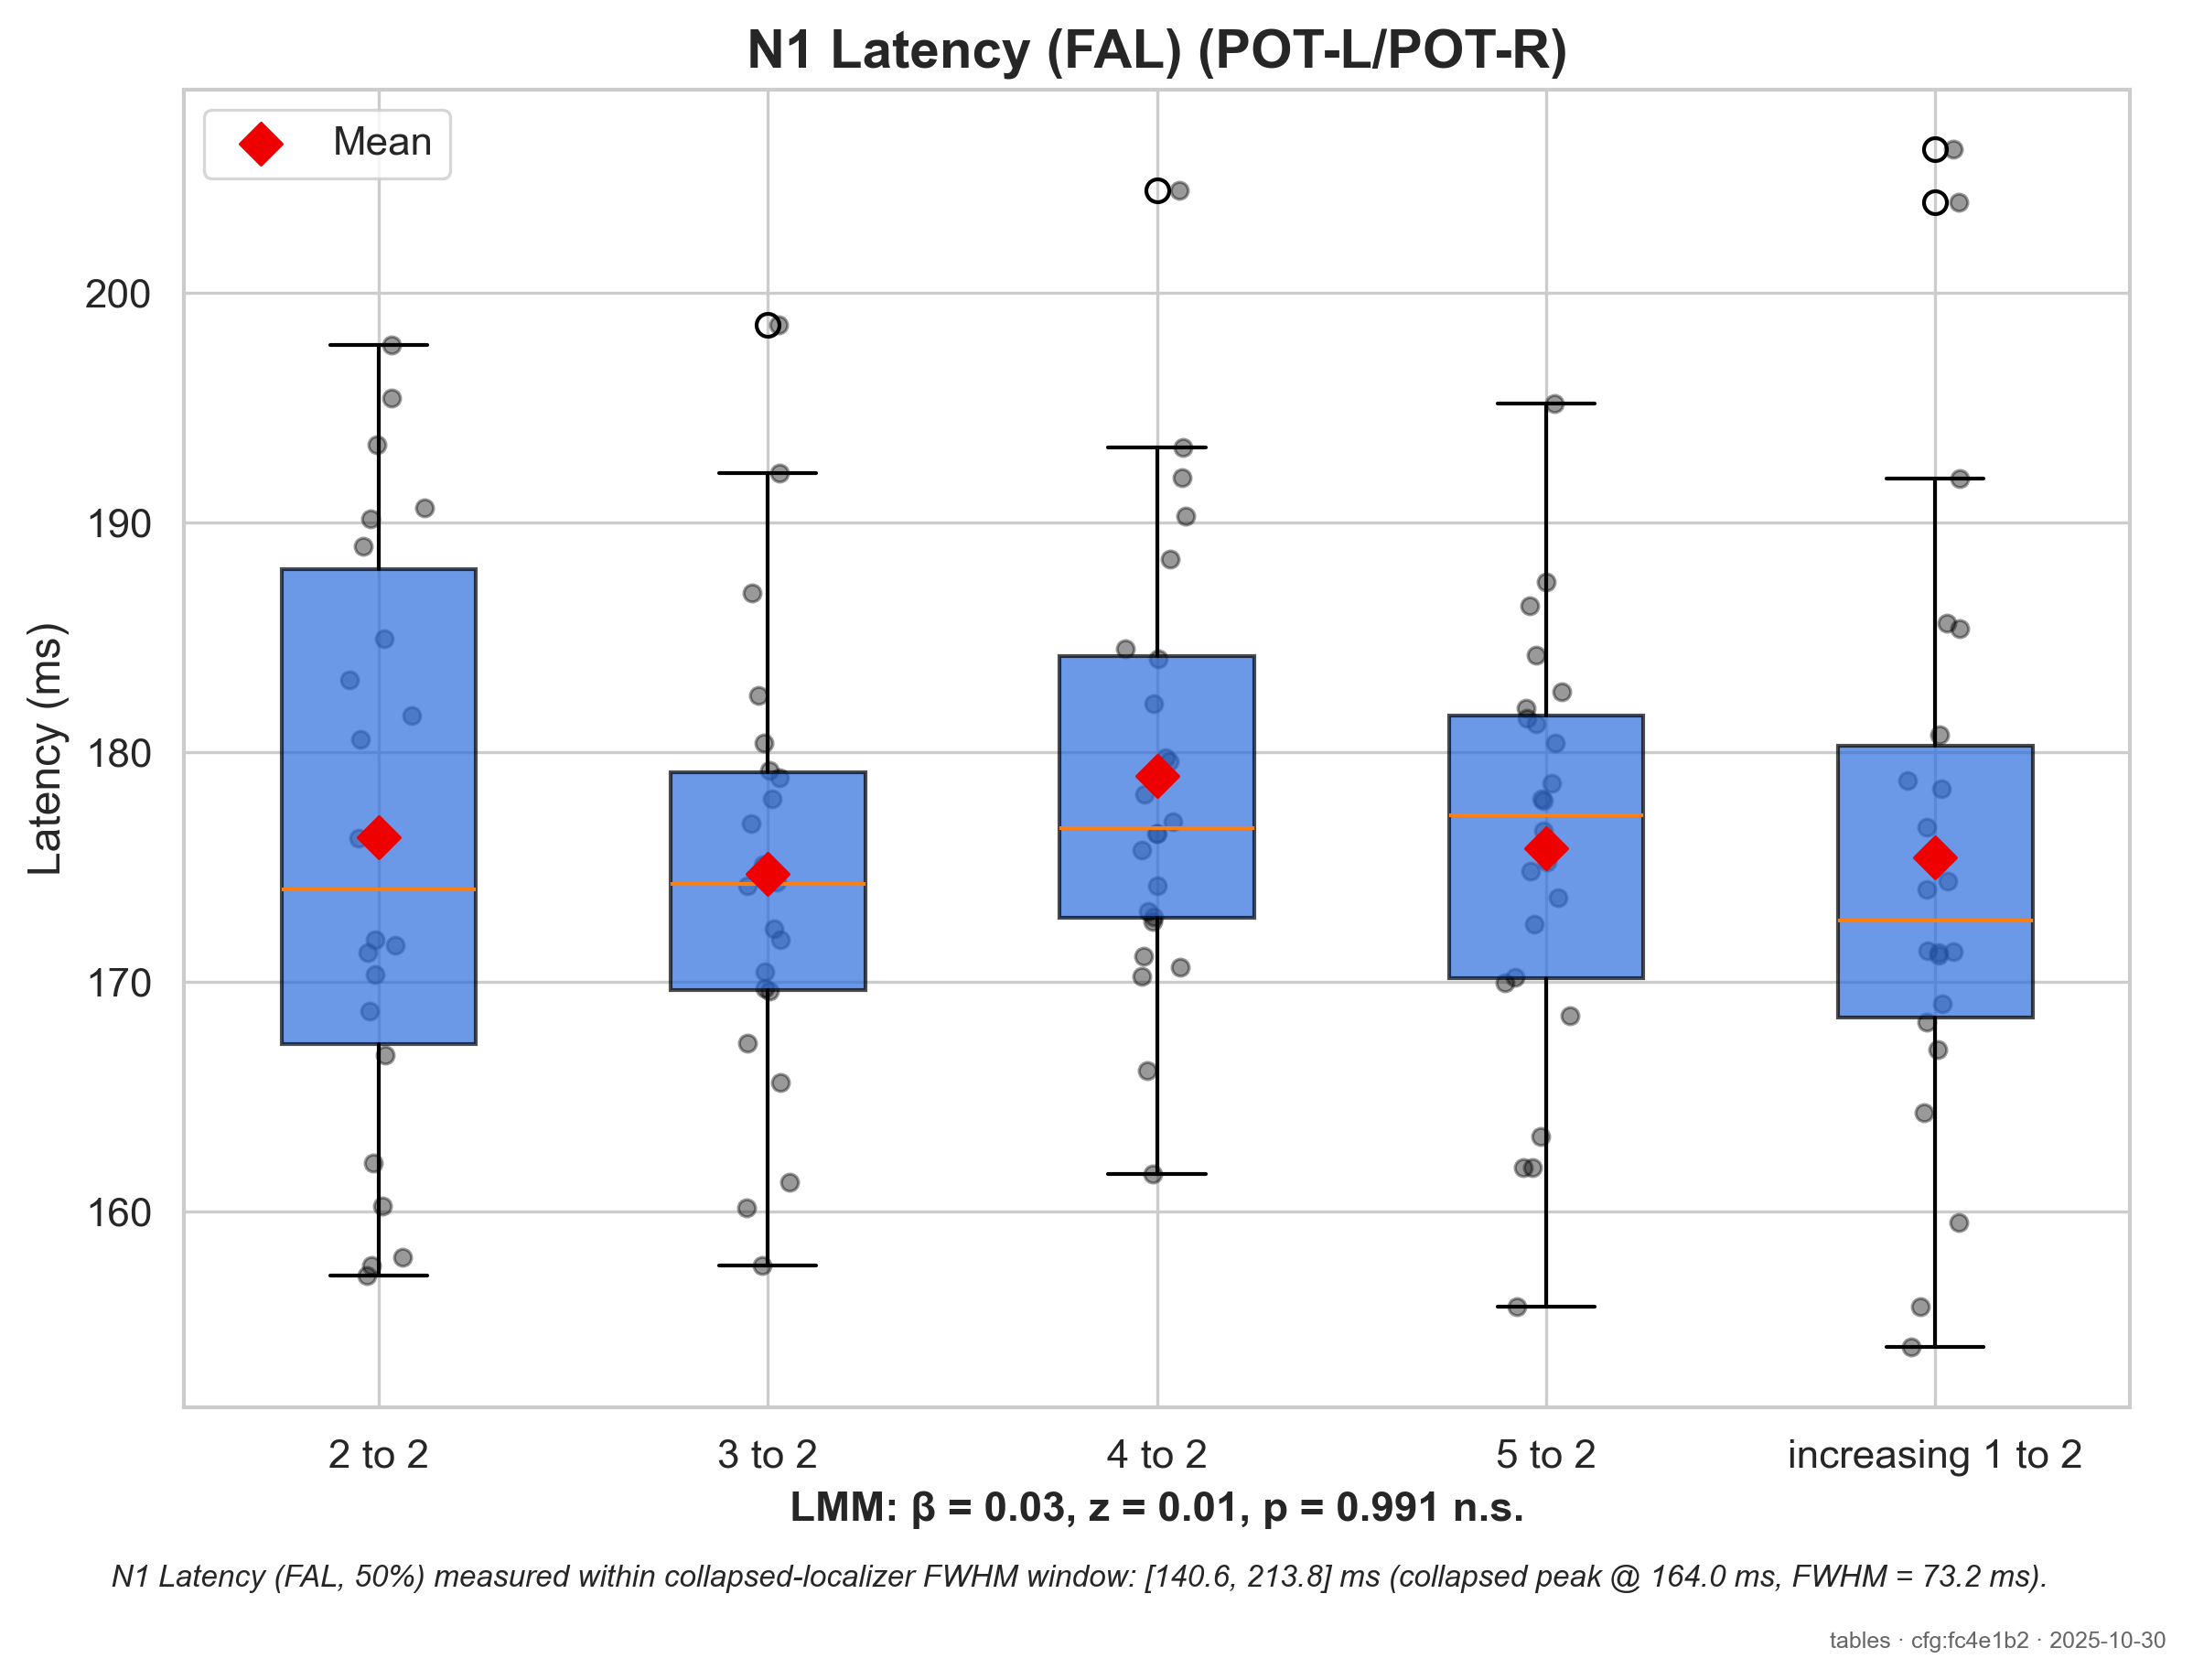 N1 Latency (FAL) (POT-L/POT-R)
Mean
Latency (ms)
200
190
180
170
160
2 to 2
3 to 2
4 to 2
5 to 2
increasing 1 to 2
LMM: β = 0.03, z = 0.01, p = 0.991 n.s.
N1 Latency (FAL, 50%) measured within collapsed-localizer FWHM window: [140.6, 213.8] ms (collapsed peak @ 164.0 ms, FWHM = 73.2 ms).
tables · cfg:fc4e1b2 · 2025-10-30